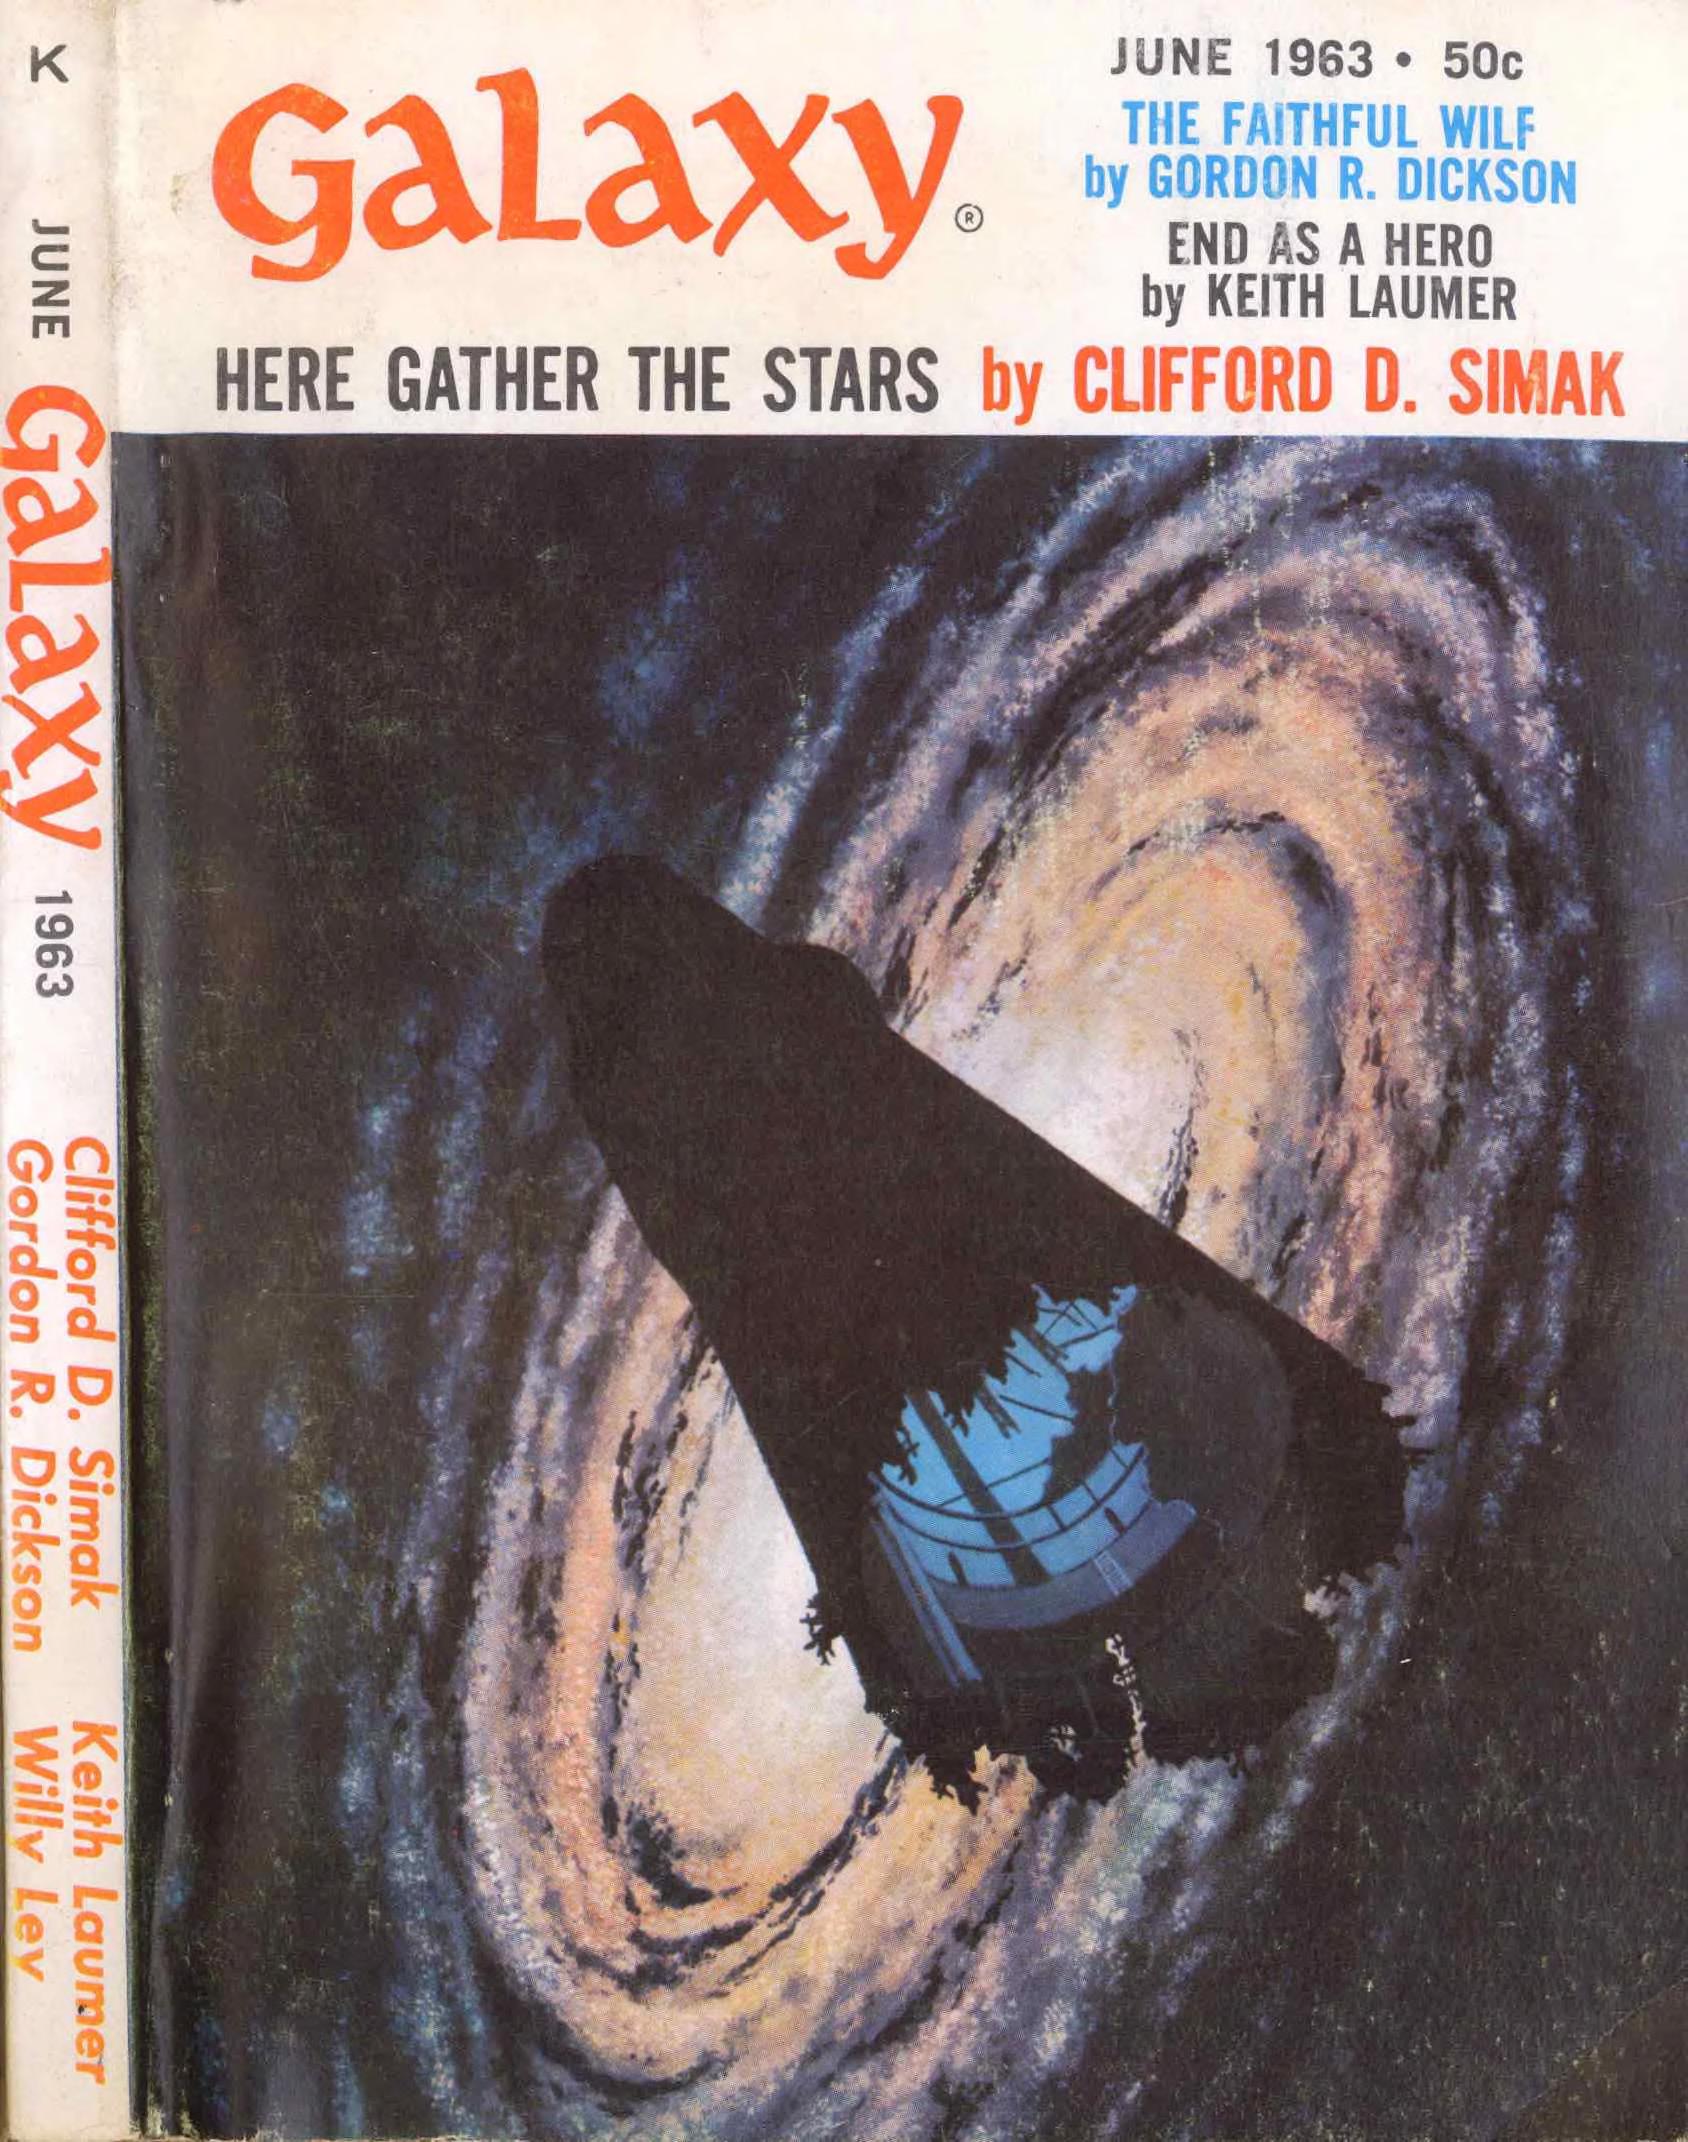 K
JUNE
Galaxy
1963
Clifford D. Simak
Keith Laumer
Gordon R. Dickson
Willy Ley
Galaxy®
JUNE 1963 • 50c
THE FAITHFUL WILF
by GORDON R. DICKSON
END AS A HERO
by KEITH LAUMER
HERE GATHER THE STARS by CLIFFORD D. SIMAK